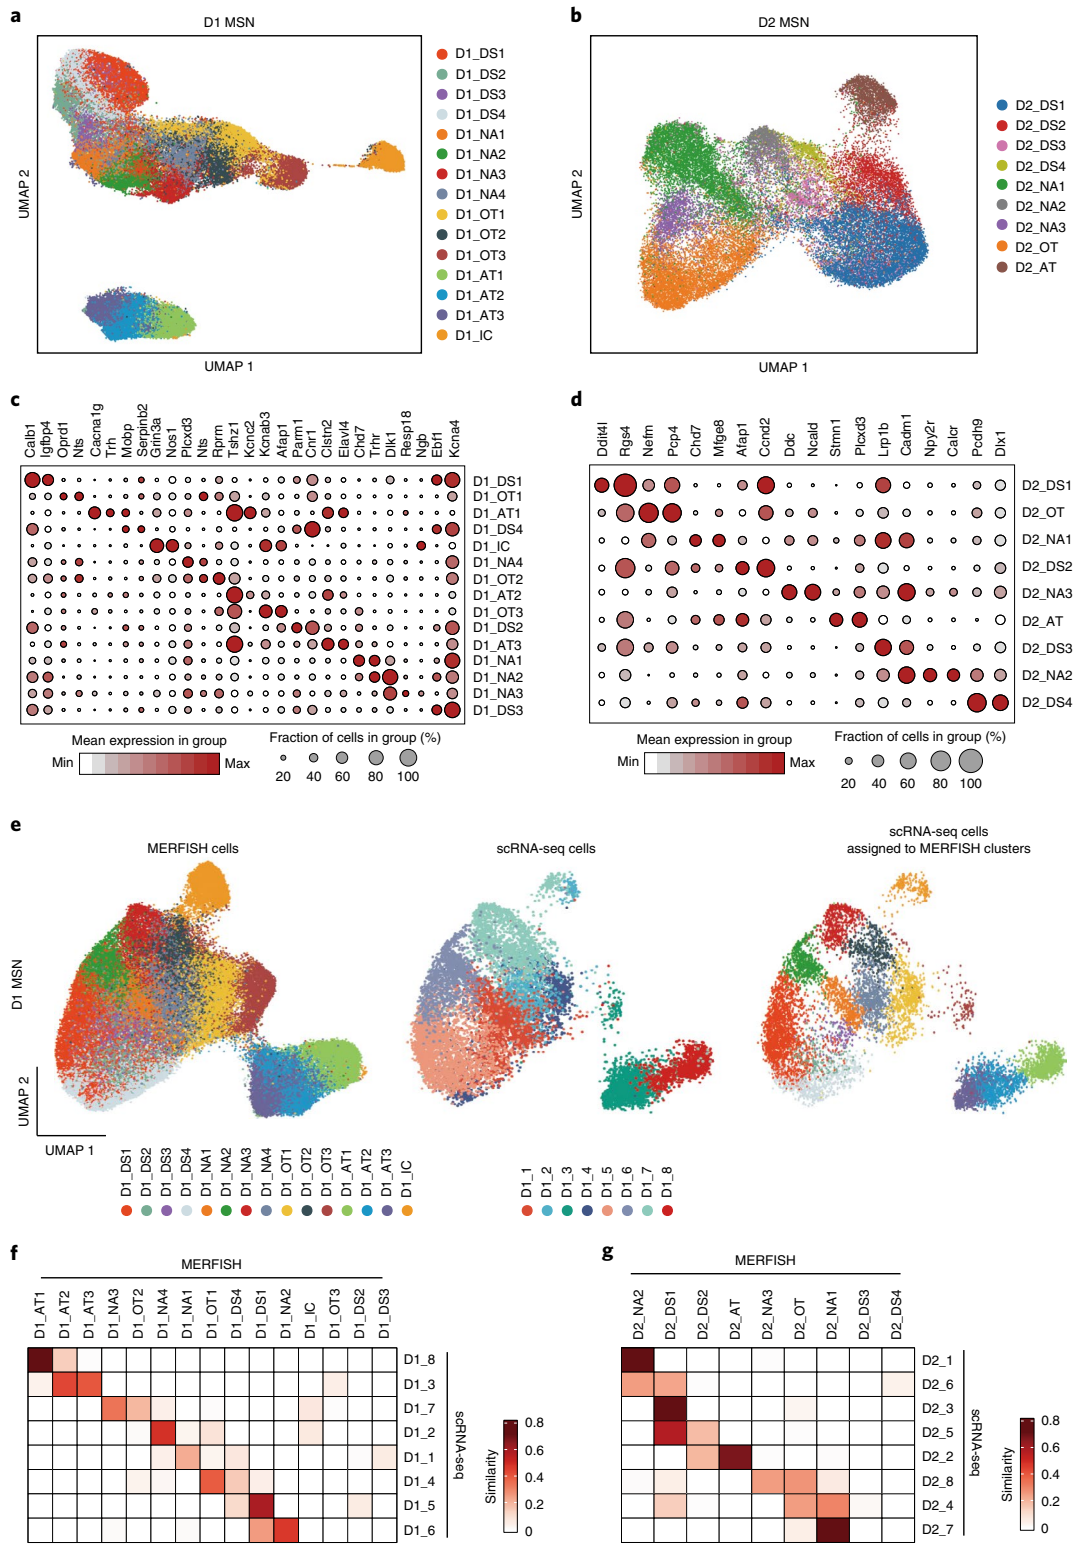 a
D1 MSN
UMAP 2
UMAP 1
D1_DS1
D1_DS2
D1_DS3
D1_DS4
D1_NA1
D1_NA2
D1_NA3
D1_NA4
D1_OT1
D1_OT2
D1_OT3
D1_AT1
D1_AT2
D1_AT3
D1_IC
b
D2 MSN
UMAP 2
UMAP 1
D2_DS1
D2_DS2
D2_DS3
D2_DS4
D2_NA1
D2_NA2
D2_NA3
D2_OT
D2_AT
c
Calb1 Igfbp4 Oprd1 Nts Cacna1g Trh Mobp Serpinb2 Grin3a Nos1 Plcxd3 Nts Rprm Tshz1 Kcnc2 Kcnab3 Afap1 Parm1 Cnr1 Clstn2 Elavl4 Chd7 Trhr Dlk1 Resp18 Ngb Ebf1 Kcna4
D1_DS1
D1_OT1
D1_AT1
D1_DS4
D1_IC
D1_NA4
D1_OT2
D1_AT2
D1_OT3
D1_DS2
D1_AT3
D1_NA1
D1_NA2
D1_NA3
D1_DS3
Mean expression in group
Min Max
Fraction of cells in group (%)
20 40 60 80 100
d
Ddit4l Rgs4 Nefm Pcp4 Chd7 Mfge8 Afap1 Ccnd2 Ddc Ncald Stmn1 Plcxd3 Lrp1b Cadm1 Npy2r Calcr Pcdh9 Dlx1
D2_DS1
D2_OT
D2_NA1
D2_DS2
D2_NA3
D2_AT
D2_DS3
D2_NA2
D2_DS4
Mean expression in group
Min Max
Fraction of cells in group (%)
20 40 60 80 100
e
MERFISH cells
scRNA-seq cells
scRNA-seq cells
assigned to MERFISH clusters
D1 MSN
UMAP 2
UMAP 1
D1_DS1 D1_DS2 D1_DS3 D1_DS4 D1_NA1 D1_NA2 D1_NA3 D1_NA4 D1_OT1 D1_OT2 D1_OT3 D1_AT1 D1_AT2 D1_AT3 D1_IC
D1_1 D1_2 D1_3 D1_4 D1_5 D1_6 D1_7 D1_8
f
MERFISH
D1_AT1 D1_AT2 D1_AT3 D1_NA3 D1_OT2 D1_NA4 D1_NA1 D1_OT1 D1_DS4 D1_DS1 D1_NA2 D1_IC D1_OT3 D1_DS2 D1_DS3
D1_8
D1_3
D1_7
D1_2
D1_1
D1_4
D1_5
D1_6
scRNA-seq
Similarity
0.8
0.6
0.4
0.2
0
g
MERFISH
D2_NA2 D2_DS1 D2_DS2 D2_AT D2_NA3 D2_OT D2_NA1 D2_DS3 D2_DS4
D2_1
D2_6
D2_3
D2_5
D2_2
D2_8
D2_4
D2_7
scRNA-seq
Similarity
0.8
0.6
0.4
0.2
0